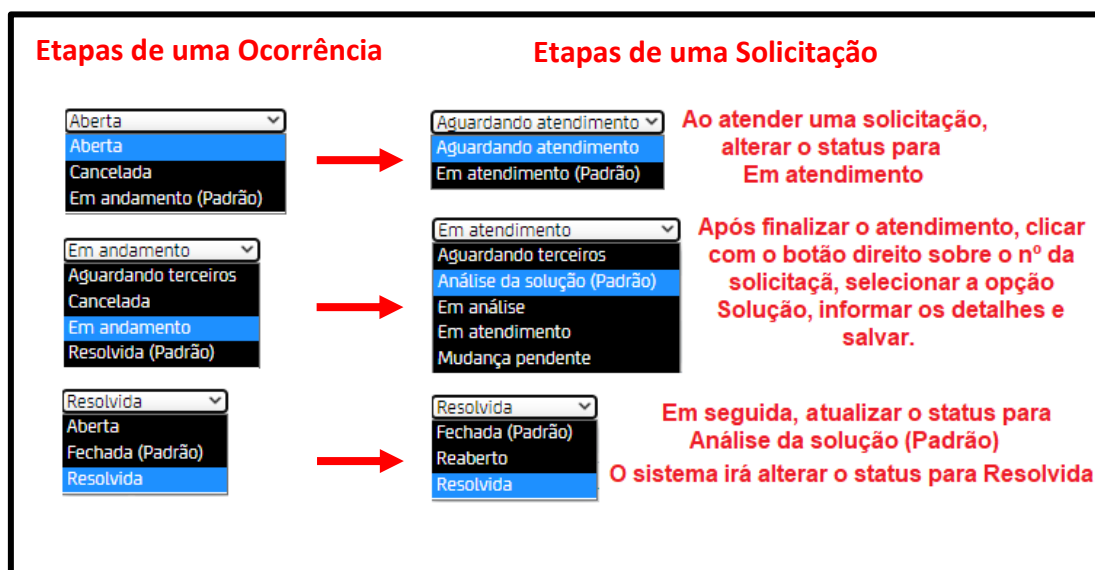 Etapas de uma Ocorrência
Etapas de uma Solicitação
Aberta
Aberta
Cancelada
Em andamento (Padrão)
Aguardando atendimento
Aguardando atendimento
Em atendimento (Padrão)
Ao atender uma solicitação,
alterar o status para
Em atendimento
Em andamento
Aguardando terceiros
Cancelada
Em andamento
Resolvida (Padrão)
Em atendimento
Aguardando terceiros
Análise da solução (Padrão)
Em análise
Em atendimento
Mudança pendente
Após finalizar o atendimento, clicar
com o botão direito sobre o nº da
solicitaçã, selecionar a opção
Solução, informar os detalhes e
salvar.
Resolvida
Aberta
Fechada (Padrão)
Resolvida
Resolvida
Fechada (Padrão)
Reaberto
Resolvida
Em seguida, atualizar o status para
Análise da solução (Padrão)
O sistema irá alterar o status para Resolvida